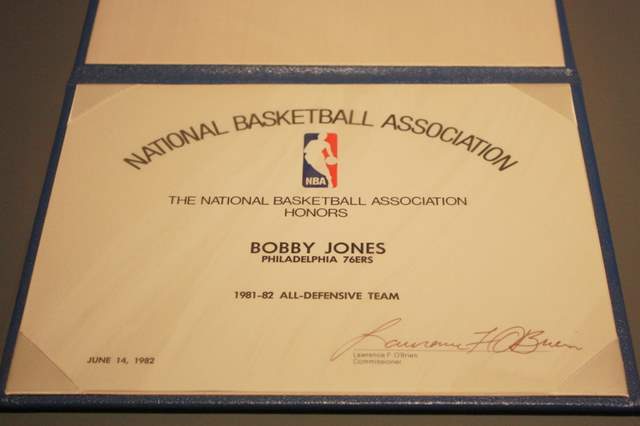 NATIONAL BASKETBALL ASSOCIATION
NBA
THE NATIONAL BASKETBALL ASSOCIATION
HONORS
BOBBY JONES
PHILADELPHIA 76ERS
1981-82 ALL-DEFENSIVE TEAM
Lawrence F O'Brien
Lawrence F. O'Brien
Commissioner
JUNE 14, 1982